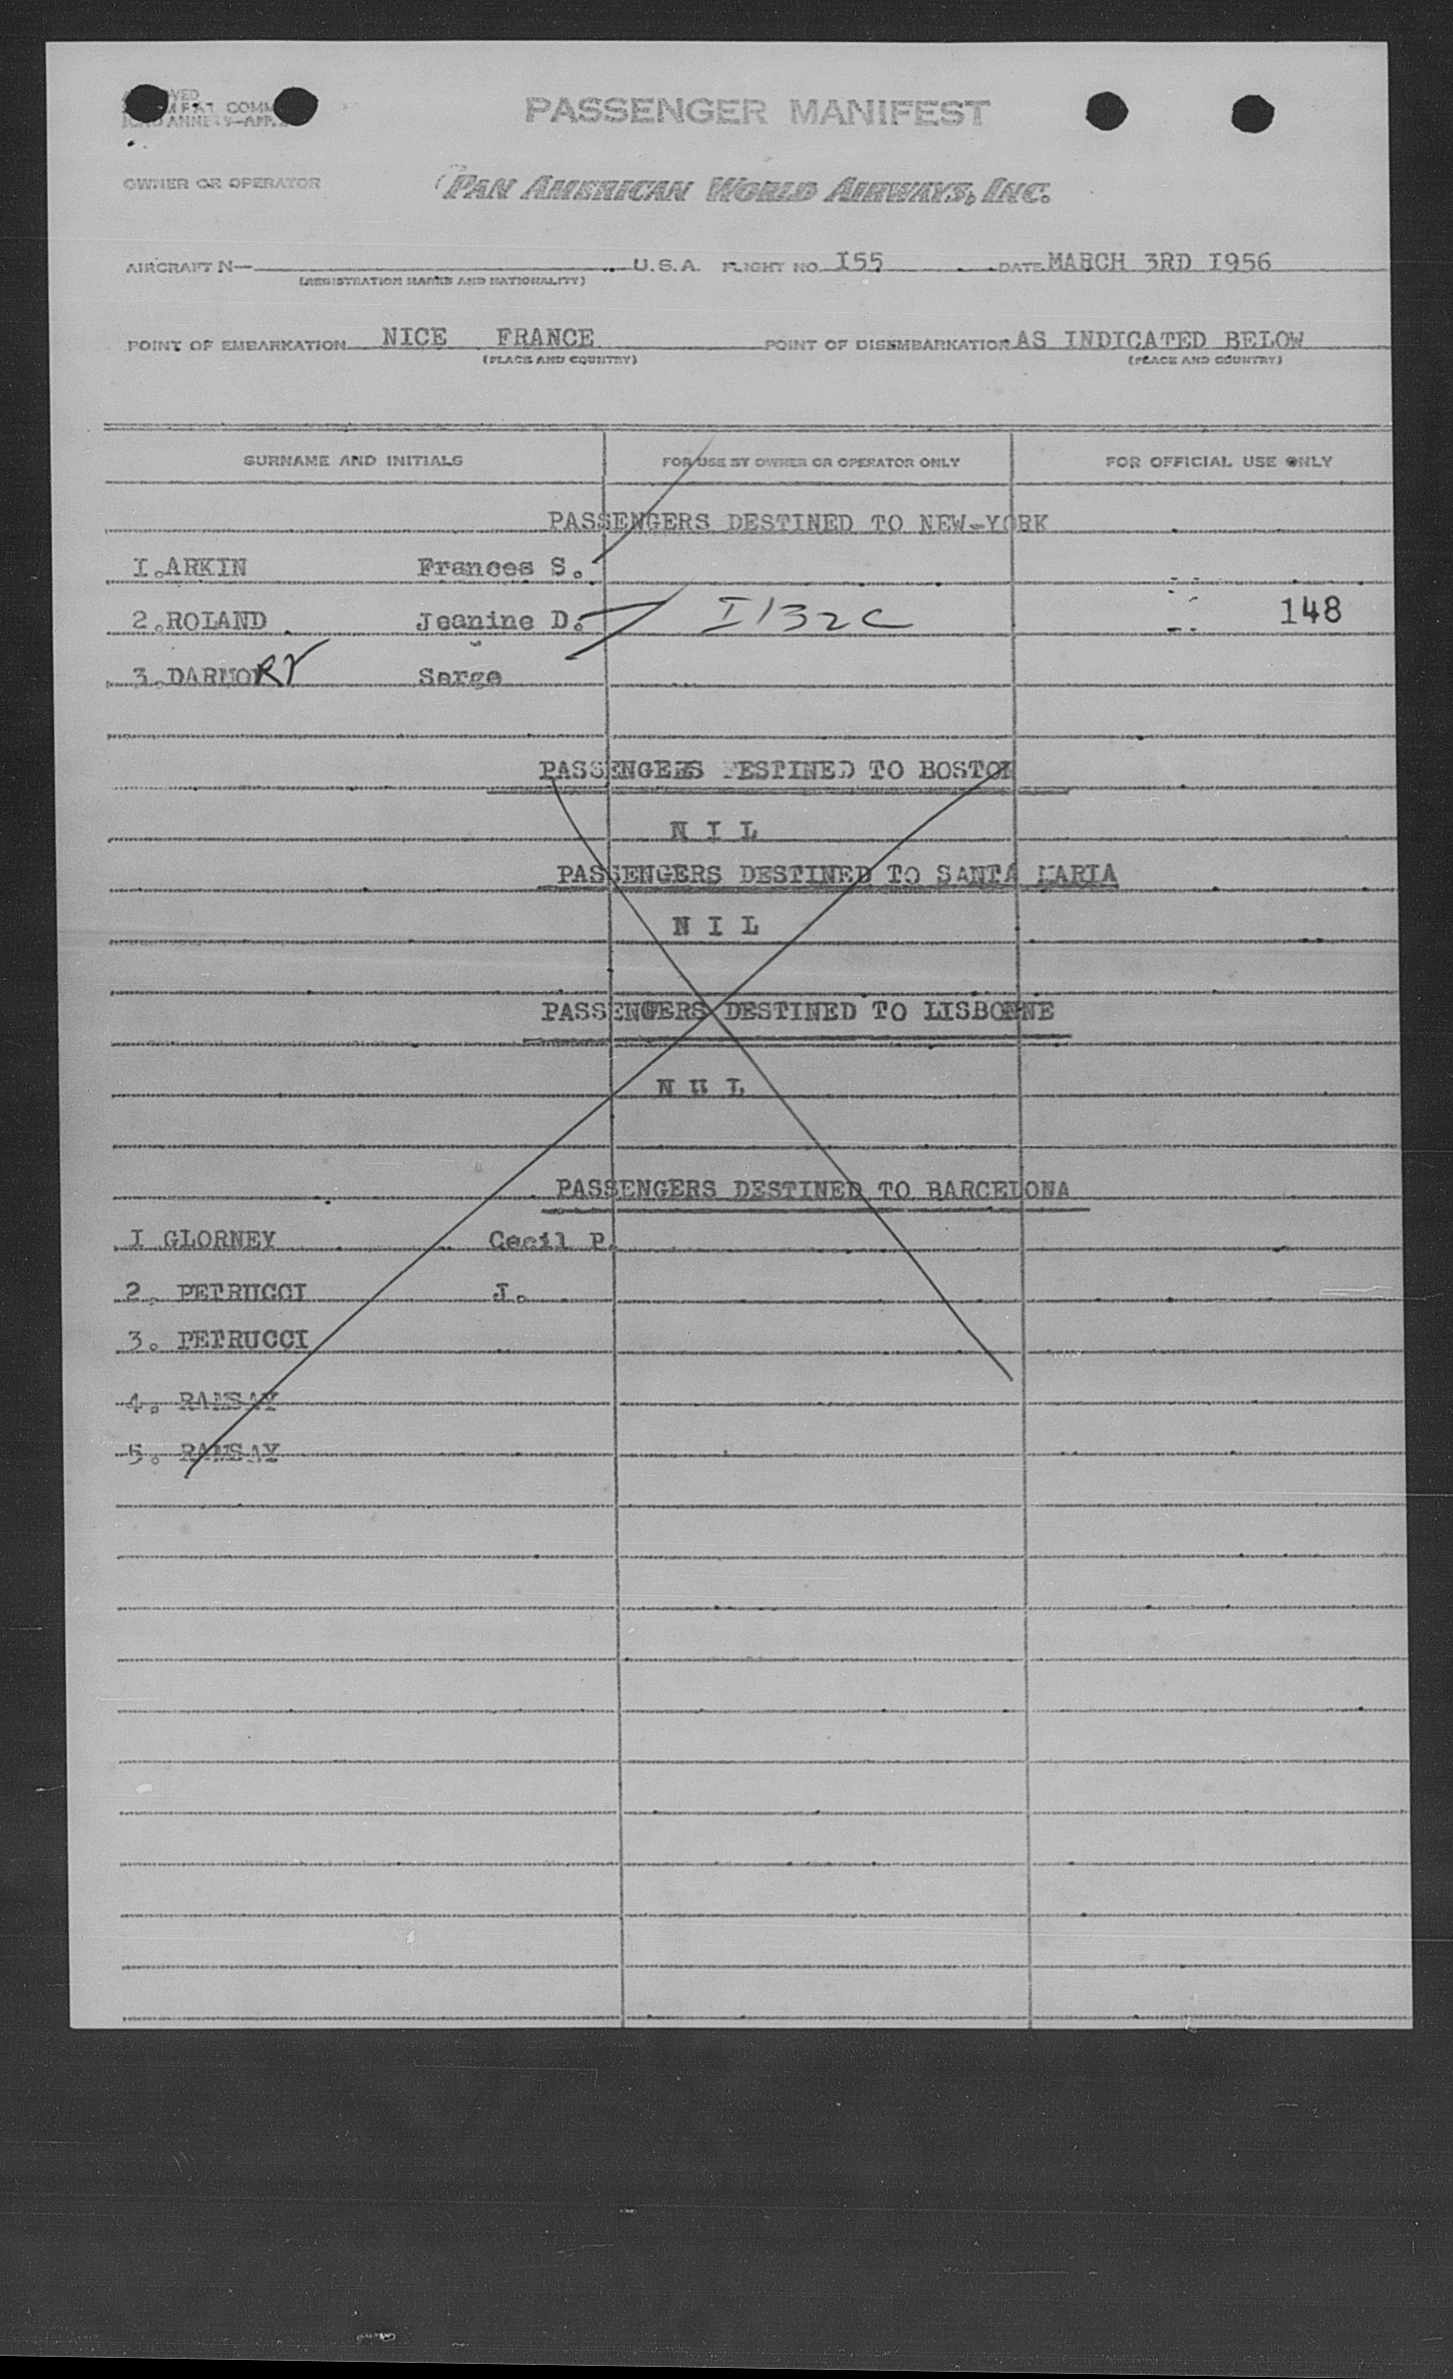 PASSENGER MANIFEST
OWNER OR OPERATOR PAN AMERICAN WORLD AIRWAYS, INC.
AIRCRAFT N— U.S.A. FLIGHT NO. I55 DATE MARCH 3RD I956
(REGISTRATION MARKS AND NATIONALITY)
POINT OF EMBARKATION NICE FRANCE POINT OF DISEMBARKATION AS INDICATED BELOW
(PLACE AND COUNTRY) (PLACE AND COUNTRY)
SURNAME AND INITIALS FOR USE BY OWNER OR OPERATOR ONLY FOR OFFICIAL USE ONLY
PASSENGERS DESTINED TO NEW-YORK
I.ARKIN Frances S.
2.ROLAND Jeanine D. I132C 148
3.DARMO Serge
PASSENGERS DESTINED TO BOSTON
N I L
PASSENGERS DESTINED TO SANTA MARIA
N I L
PASSENGERS DESTINED TO LISBONNE
PASSENGERS DESTINED TO BARCELONA
I GLORNEY Cecil P.
2. PETRUCCI J.
3. PETRUCCI
4. RAMSAY
5. RAMSAY